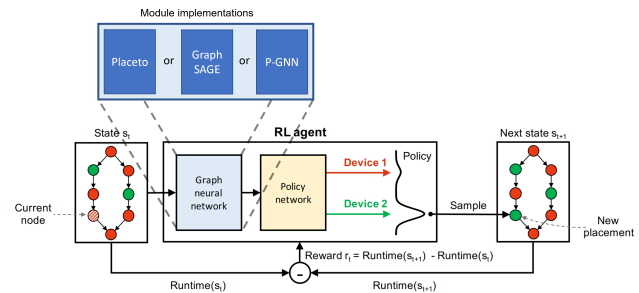 Module implementations
Placeto or Graph SAGE or P-GNN
State sₜ
RL agent
Next state sₜ₊₁
Graph neural network
Policy network
Device 1
Device 2
Policy
Sample
Current node
New placement
Reward rₜ = Runtime(sₜ₊₁) - Runtime(sₜ)
-
Runtime(sₜ)
Runtime(sₜ₊₁)